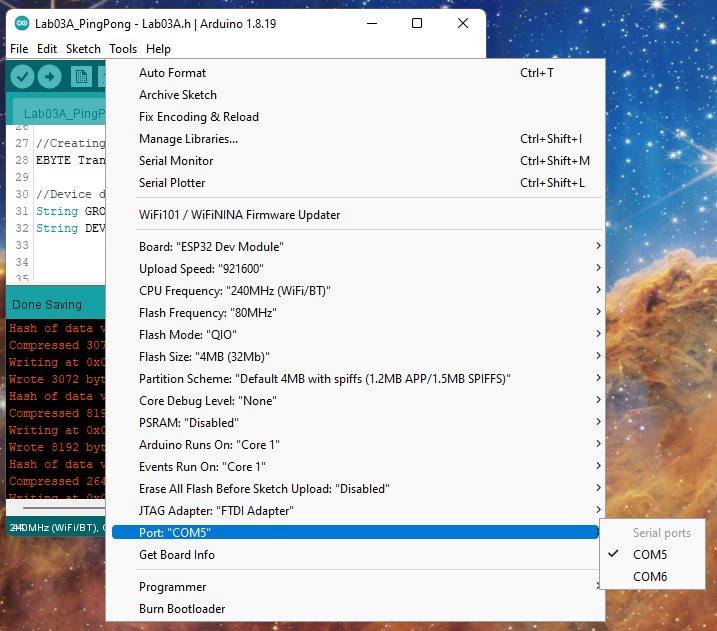 Lab03A_PingPong - Lab03A.h | Arduino 1.8.19
File Edit Sketch Tools Help
Lab03A_PingP
26
27 //Creating
28 EBYTE Tran
29
30 //Device d
31 String GRO
32 String DEV
33
34
35
Done Saving.
Hash of data v
Compressed 307
Writing at 0x0
Wrote 3072 byt
Hash of data v
Compressed 819
Writing at 0x0
Wrote 8192 byt
Hash of data v
Compressed 264
Writing at 0x0
240MHz (WiFi/BT),
Auto Format Ctrl+T
Archive Sketch
Fix Encoding & Reload
Manage Libraries... Ctrl+Shift+I
Serial Monitor Ctrl+Shift+M
Serial Plotter Ctrl+Shift+L
WiFi101 / WiFiNINA Firmware Updater
Board: "ESP32 Dev Module"
Upload Speed: "921600"
CPU Frequency: "240MHz (WiFi/BT)"
Flash Frequency: "80MHz"
Flash Mode: "QIO"
Flash Size: "4MB (32Mb)"
Partition Scheme: "Default 4MB with spiffs (1.2MB APP/1.5MB SPIFFS)"
Core Debug Level: "None"
PSRAM: "Disabled"
Arduino Runs On: "Core 1"
Events Run On: "Core 1"
Erase All Flash Before Sketch Upload: "Disabled"
JTAG Adapter: "FTDI Adapter"
Port: "COM5"
Get Board Info
Programmer
Burn Bootloader
Serial ports
COM5
COM6